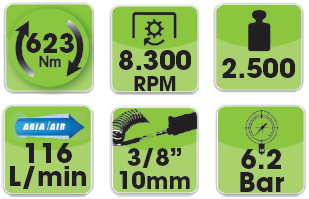 623
Nm
8.300
RPM
2.500
ARIA/AIR
116
L/min
3/8”
10mm
6.2
Bar